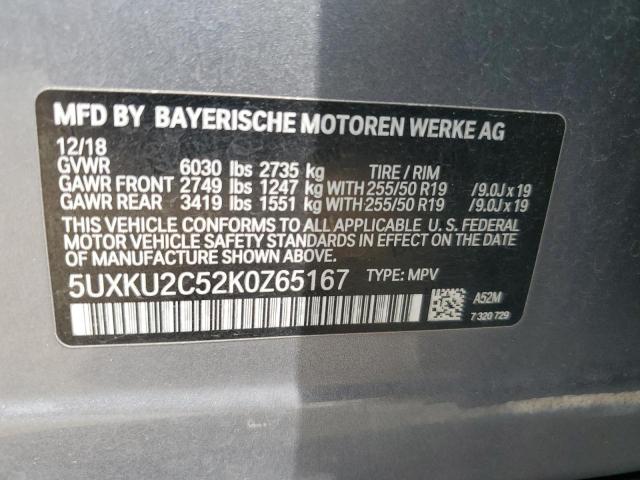 MFD BY BAYERISCHE MOTOREN WERKE AG
12/18
GVWR 6030 lbs 2735 kg TIRE / RIM
GAWR FRONT 2749 lbs 1247 kg WITH 255/50 R19 /9.0J x 19
GAWR REAR 3419 lbs 1551 kg WITH 255/50 R19 /9.0J x 19
THIS VEHICLE CONFORMS TO ALL APPLICABLE U. S. FEDERAL
MOTOR VEHICLE SAFETY STANDARDS IN EFFECT ON THE DATE
OF MANUFACTURE SHOWN ABOVE.
5UXKU2C52K0Z65167 TYPE: MPV
A52M
7 320 729